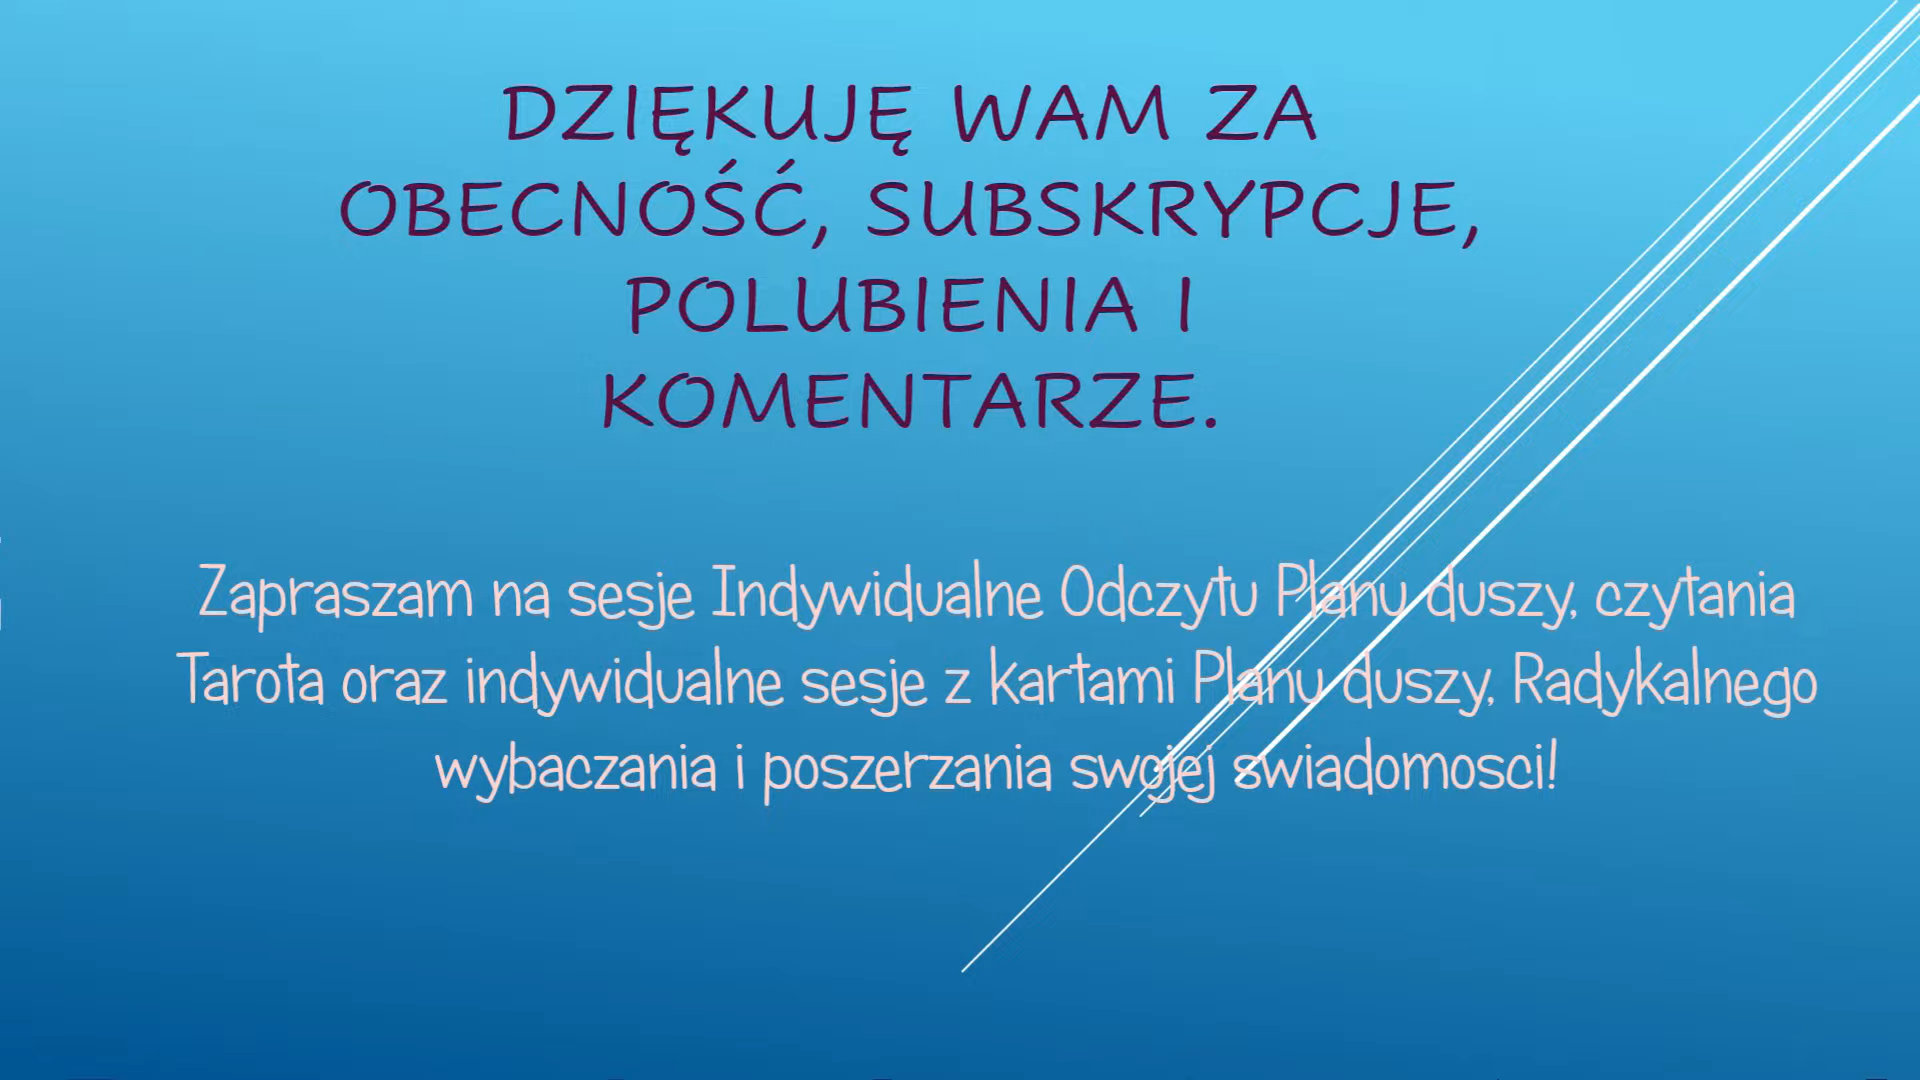 DZIĘKUJĘ WAM ZA
OBECNOŚĆ, SUBSKRYPCJE,
POLUBIENIA I
KOMENTARZE.
Zapraszam na sesje Indywidualne Odczytu Planu duszy, czytania
Tarota oraz indywidualne sesje z kartami Planu duszy, Radykalnego
wybaczania i poszerzania swojej swiadomosci!